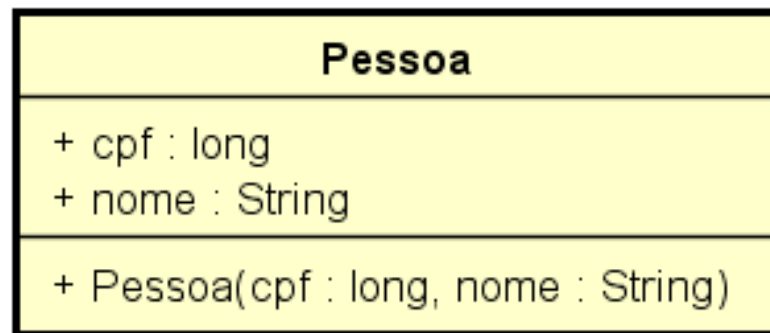 Pessoa
+ cpf : long
+ nome : String
+ Pessoa(cpf : long, nome : String)